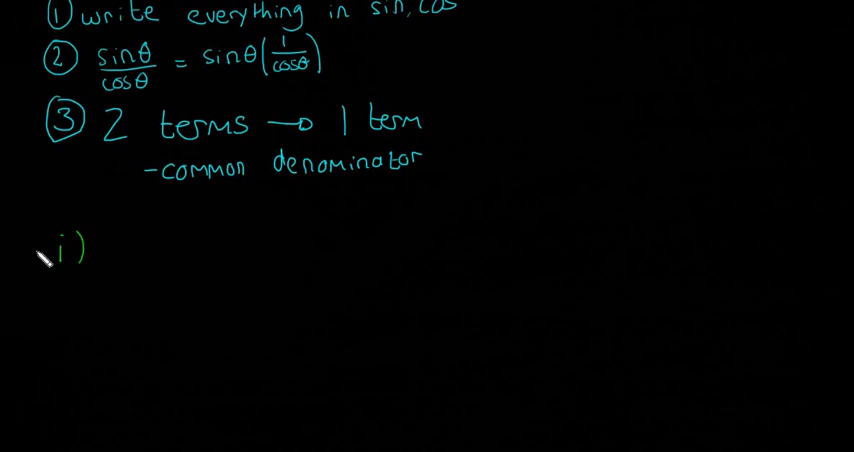 ① write everything in sin, cos
② sinθ/cosθ = sinθ(1/cosθ)
③ 2 terms → 1 term
-common denominator
i)